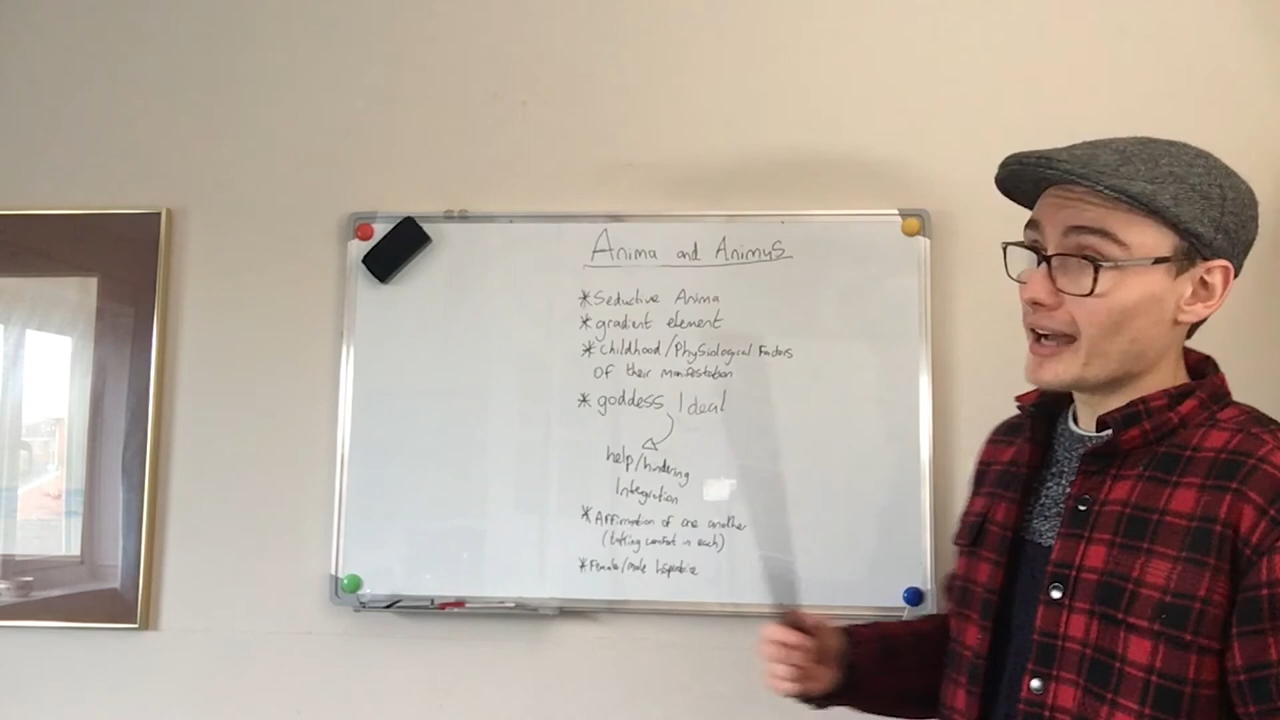 Anima and Animus
* Seductive Anima
* gradient element
* childhood/Physiological Factors
of their manifestation
* goddess Ideal
help/hindering
Integration
* Affirmation of one another
(taking comfort in each)
* Female/male